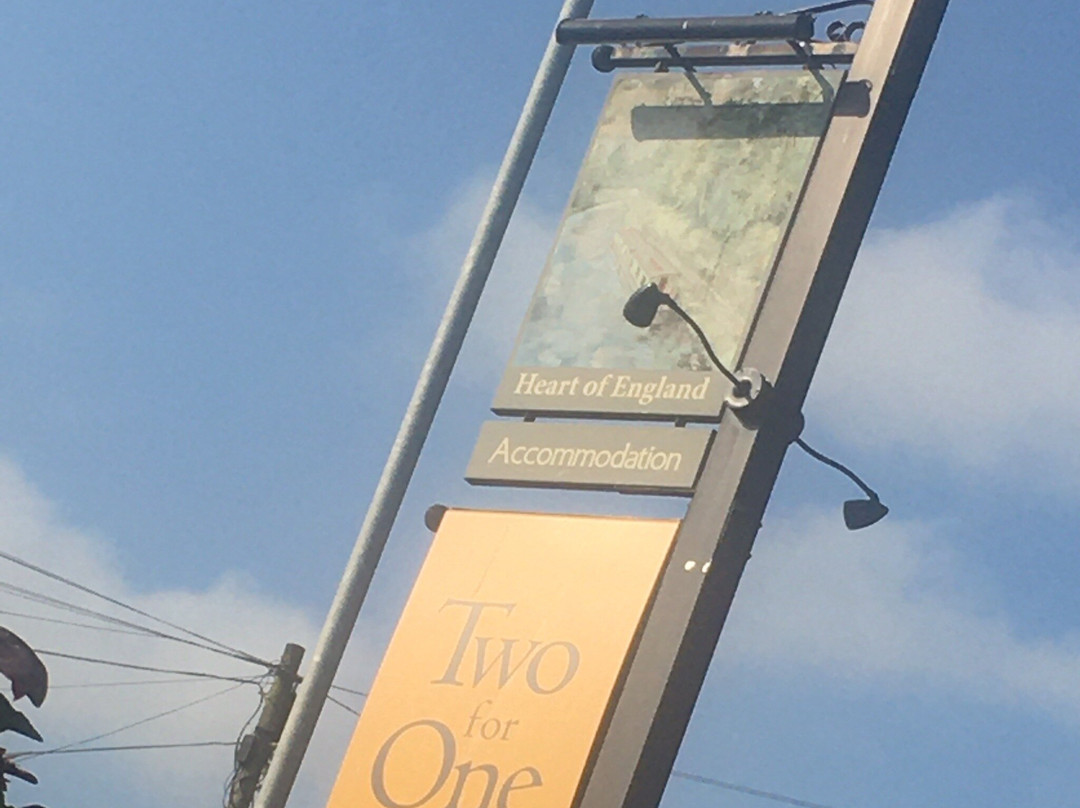 Heart of England
Accommodation
Two
for
One